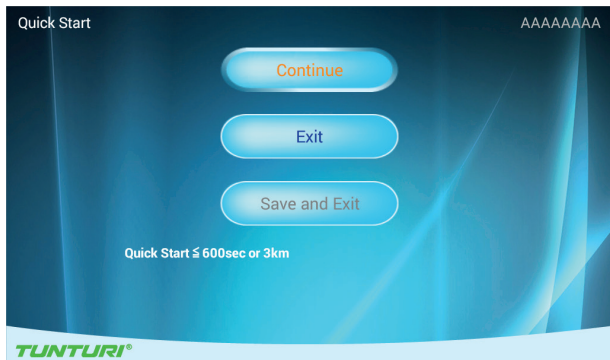 Quick Start
AAAAAAAA
Continue
Exit
Save and Exit
Quick Start ≦ 600sec or 3km
TUNTURI®